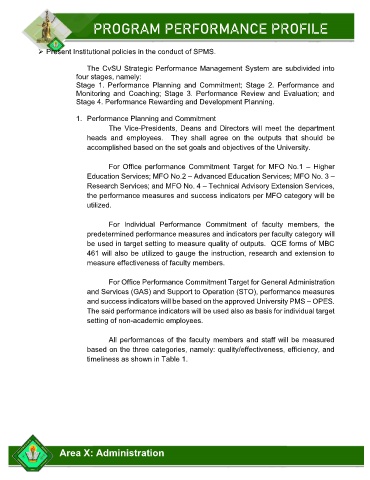 PROGRAM PERFORMANCE PROFILE
➢ Present Institutional policies in the conduct of SPMS.
The CvSU Strategic Performance Management System are subdivided into
four stages, namely:
Stage 1. Performance Planning and Commitment; Stage 2. Performance and
Monitoring and Coaching; Stage 3. Performance Review and Evaluation; and
Stage 4. Performance Rewarding and Development Planning.
1. Performance Planning and Commitment
The Vice-Presidents, Deans and Directors will meet the department
heads and employees. They shall agree on the outputs that should be
accomplished based on the set goals and objectives of the University.
For Office performance Commitment Target for MFO No.1 – Higher
Education Services; MFO No.2 – Advanced Education Services; MFO No. 3 –
Research Services; and MFO No. 4 – Technical Advisory Extension Services,
the performance measures and success indicators per MFO category will be
utilized.
For Individual Performance Commitment of faculty members, the
predetermined performance measures and indicators per faculty category will
be used in target setting to measure quality of outputs. QCE forms of MBC
461 will also be utilized to gauge the instruction, research and extension to
measure effectiveness of faculty members.
For Office Performance Commitment Target for General Administration
and Services (GAS) and Support to Operation (STO), performance measures
and success indicators will be based on the approved University PMS – OPES.
The said performance indicators will be used also as basis for individual target
setting of non-academic employees.
All performances of the faculty members and staff will be measured
based on the three categories, namely: quality/effectiveness, efficiency, and
timeliness as shown in Table 1.
Area X: Administration